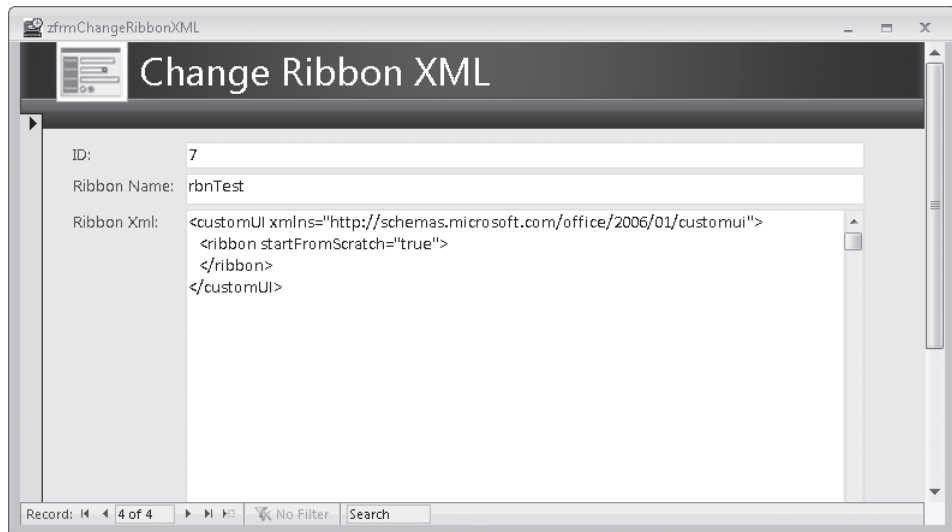 zfrmChangeRibbonXML
Change Ribbon XML
ID: 7
Ribbon Name: rbnTest
Ribbon Xml: <customUI xmlns="http://schemas.microsoft.com/office/2006/01/customui">
<ribbon startFromScratch="true">
</ribbon>
</customUI>
Record: 4 of 4 No Filter Search